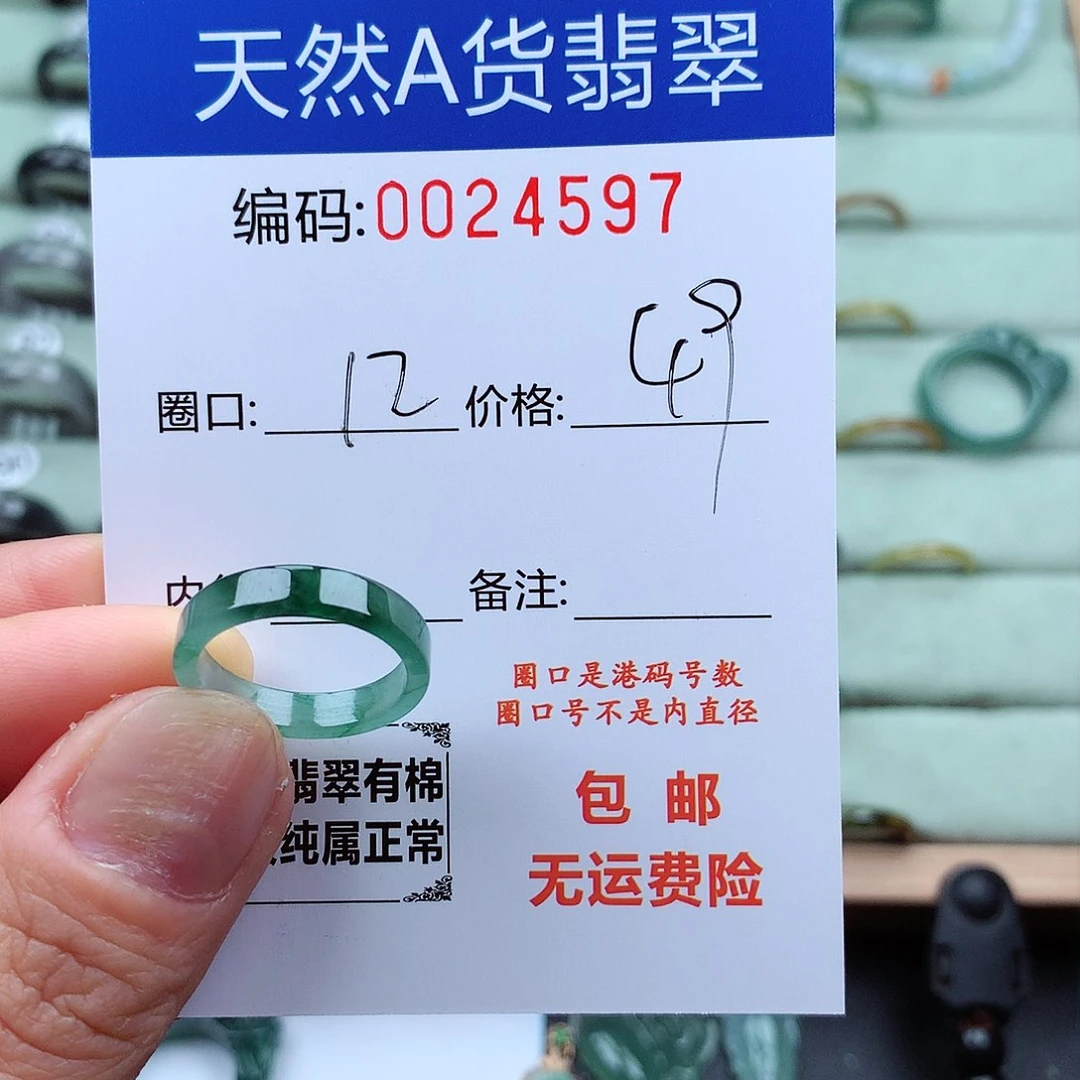 天然A货翡翠
编码:0024597
圈口: 12 价格: 49
内 备注:
圈口是港码号数
圈口号不是内直径
翡翠有棉
纯属正常
包邮
无运费险